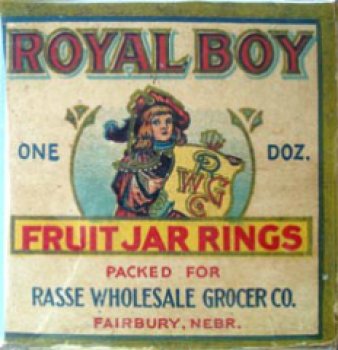 ROYAL BOY
ONE DOZ.
R
W G
C
FRUIT JAR RINGS
PACKED FOR
RASSE WHOLESALE GROCER CO.
FAIRBURY, NEBR.